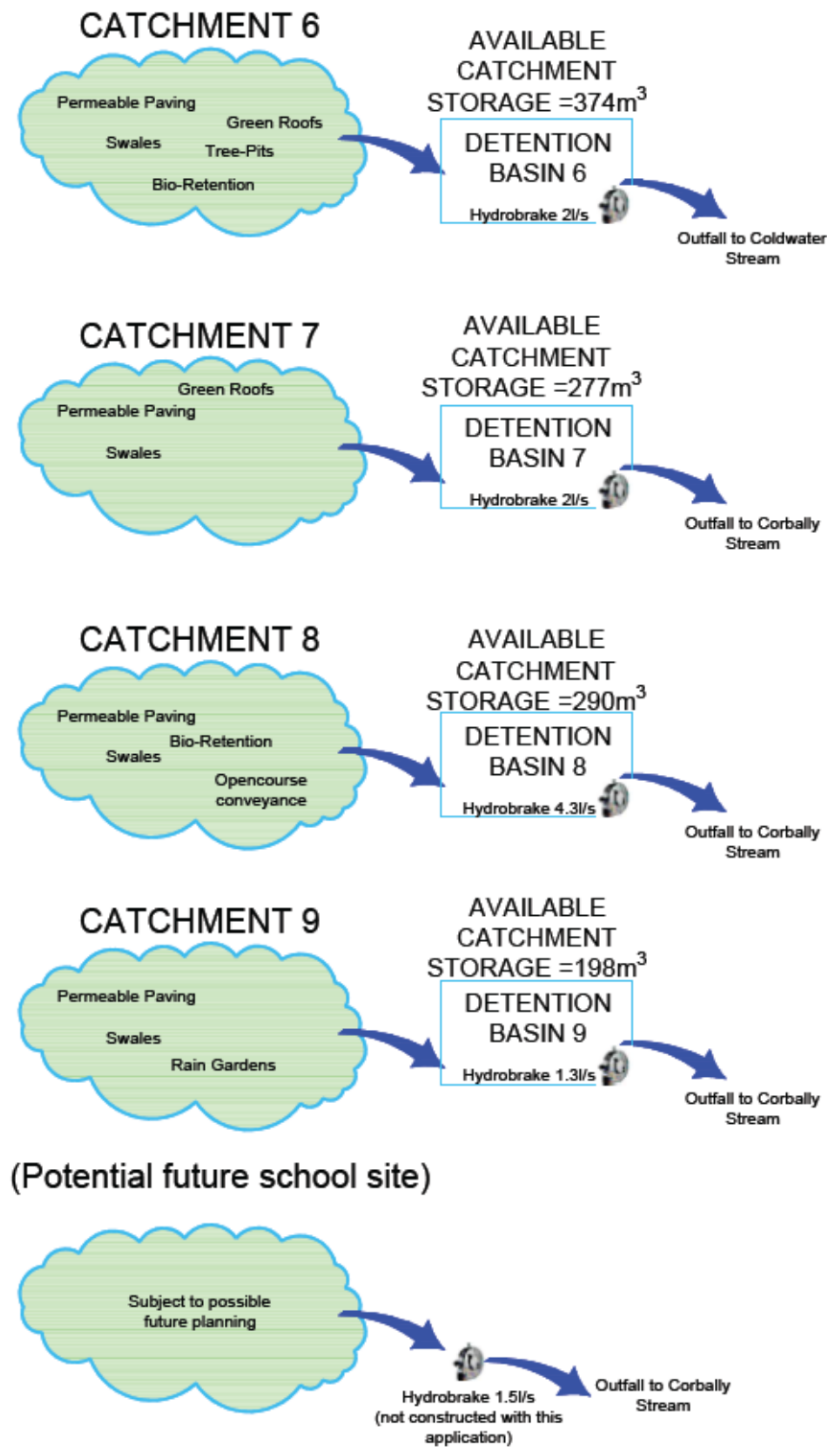 CATCHMENT 6
Permeable Paving
Green Roofs
Swales
Tree-Pits
Bio-Retention
AVAILABLE
CATCHMENT
STORAGE =374m³
DETENTION
BASIN 6
Hydrobrake 2l/s
Outfall to Coldwater
Stream
CATCHMENT 7
Green Roofs
Permeable Paving
Swales
AVAILABLE
CATCHMENT
STORAGE =277m³
DETENTION
BASIN 7
Hydrobrake 2l/s
Outfall to Corbally
Stream
CATCHMENT 8
Permeable Paving
Bio-Retention
Swales
Opencourse
conveyance
AVAILABLE
CATCHMENT
STORAGE =290m³
DETENTION
BASIN 8
Hydrobrake 4.3l/s
Outfall to Corbally
Stream
CATCHMENT 9
Permeable Paving
Swales
Rain Gardens
AVAILABLE
CATCHMENT
STORAGE =198m³
DETENTION
BASIN 9
Hydrobrake 1.3l/s
Outfall to Corbally
Stream
(Potential future school site)
Subject to possible
future planning
Hydrobrake 1.5l/s
(not constructed with this
application)
Outfall to Corbally
Stream